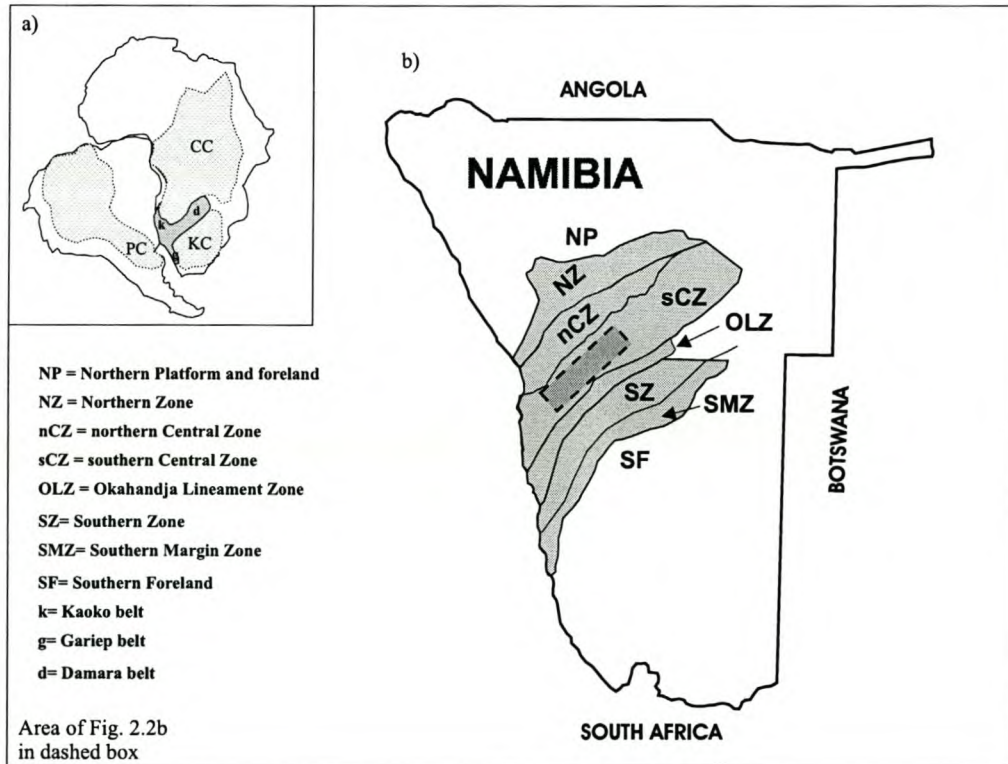 a)
CC
d
k
KC
PC
g
b)
ANGOLA
NAMIBIA
NP
NZ
nCZ
sCZ
OLZ
SZ
SMZ
SF
BOTSWANA
SOUTH AFRICA
NP = Northern Platform and foreland
NZ = Northern Zone
nCZ = northern Central Zone
sCZ = southern Central Zone
OLZ = Okahandja Lineament Zone
SZ= Southern Zone
SMZ= Southern Margin Zone
SF= Southern Foreland
k= Kaoko belt
g= Gariep belt
d= Damara belt
Area of Fig. 2.2b
in dashed box